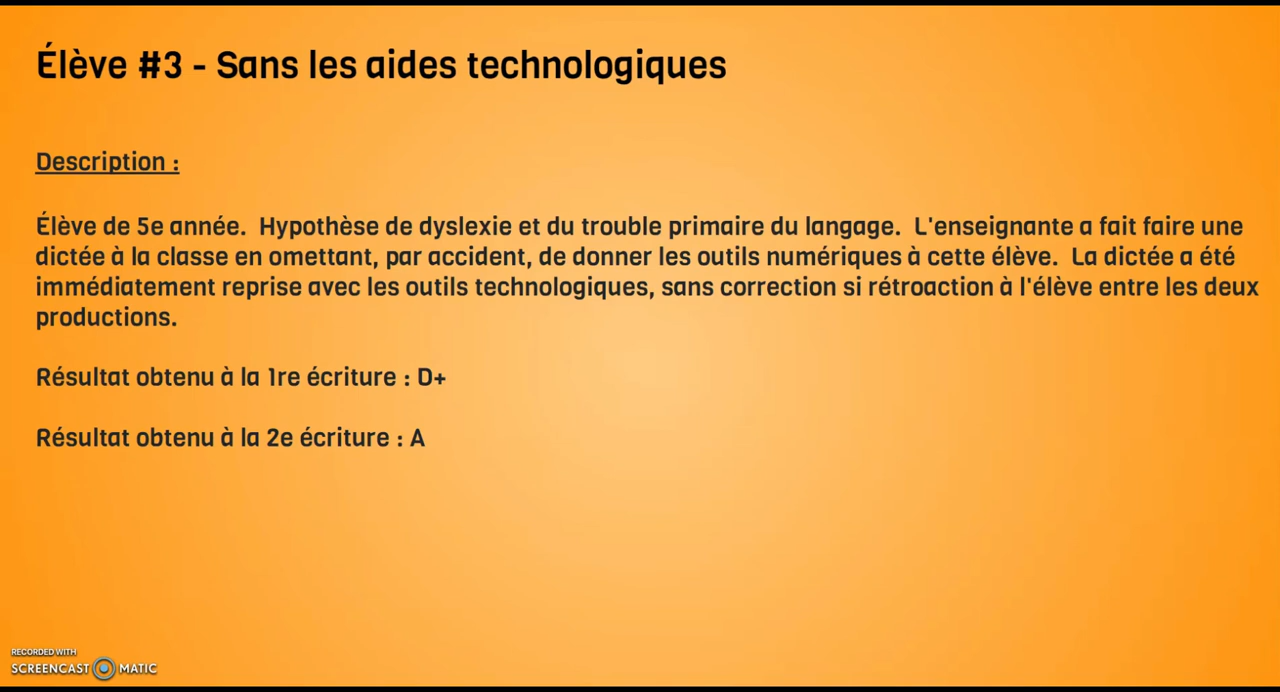 Élève #3 - Sans les aides technologiques
Description :
Élève de 5e année.  Hypothèse de dyslexie et du trouble primaire du langage.  L'enseignante a fait faire une
dictée à la classe en omettant, par accident, de donner les outils numériques à cette élève.  La dictée a été
immédiatement reprise avec les outils technologiques, sans correction si rétroaction à l'élève entre les deux
productions.
Résultat obtenu à la 1re écriture : D+
Résultat obtenu à la 2e écriture : A
RECORDED WITH
SCREENCAST MATIC